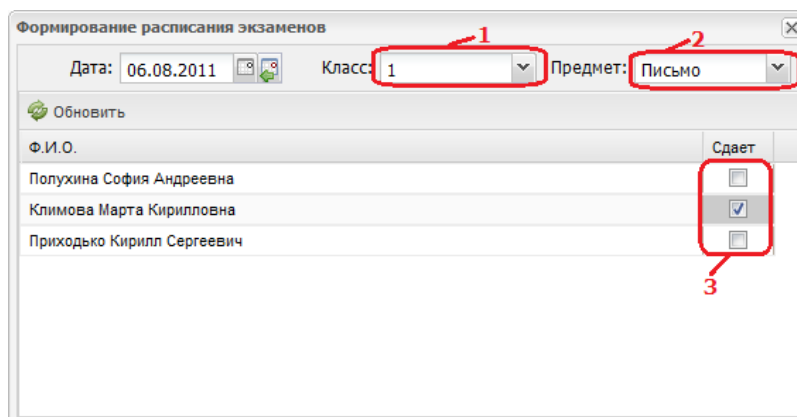 Формирование расписания экзаменов
1
2
Дата: 06.08.2011 Класс: 1 Предмет: Письмо
Обновить
Ф.И.О. Сдает
Полухина София Андреевна
Климова Марта Кирилловна
Приходько Кирилл Сергеевич
3